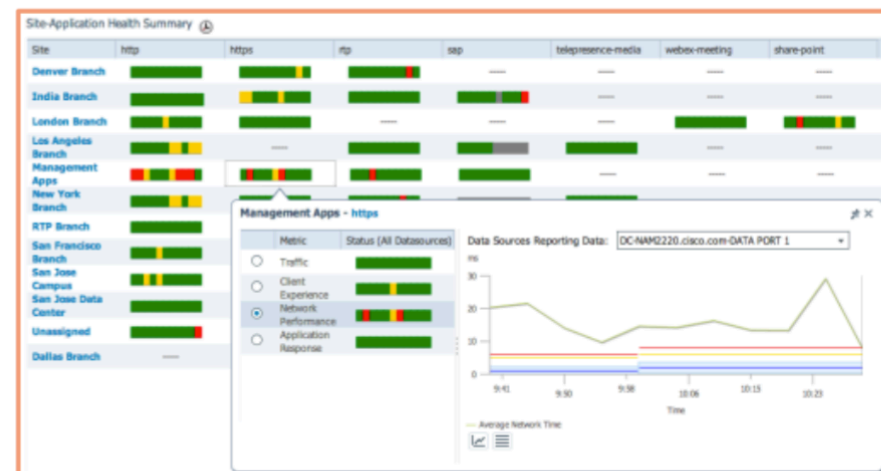 Site-Application Health Summary
Site http https rtp sap telepresence-media webex-meeting share-point
Denver Branch ---- ---- ---- ----
India Branch ---- ---- ----
London Branch ---- ---- ----
Los Angeles
Branch ---- ---- ----
Management
Apps ---- ----
New York
Branch
RTP Branch
San Francisco
Branch
San Jose
Campus
San Jose Data
Center
Unassigned
Dallas Branch ----
Management Apps - https
Metric Status (All Datasources)
Traffic
Client
Experience
Network
Performance
Application
Response
Data Sources Reporting Data: DC-NAM2220.cisco.com-DATA PORT 1
ms
30
20
10
0
9:41 9:50 9:58 10:06 10:15 10:23
Time
Average Network Time